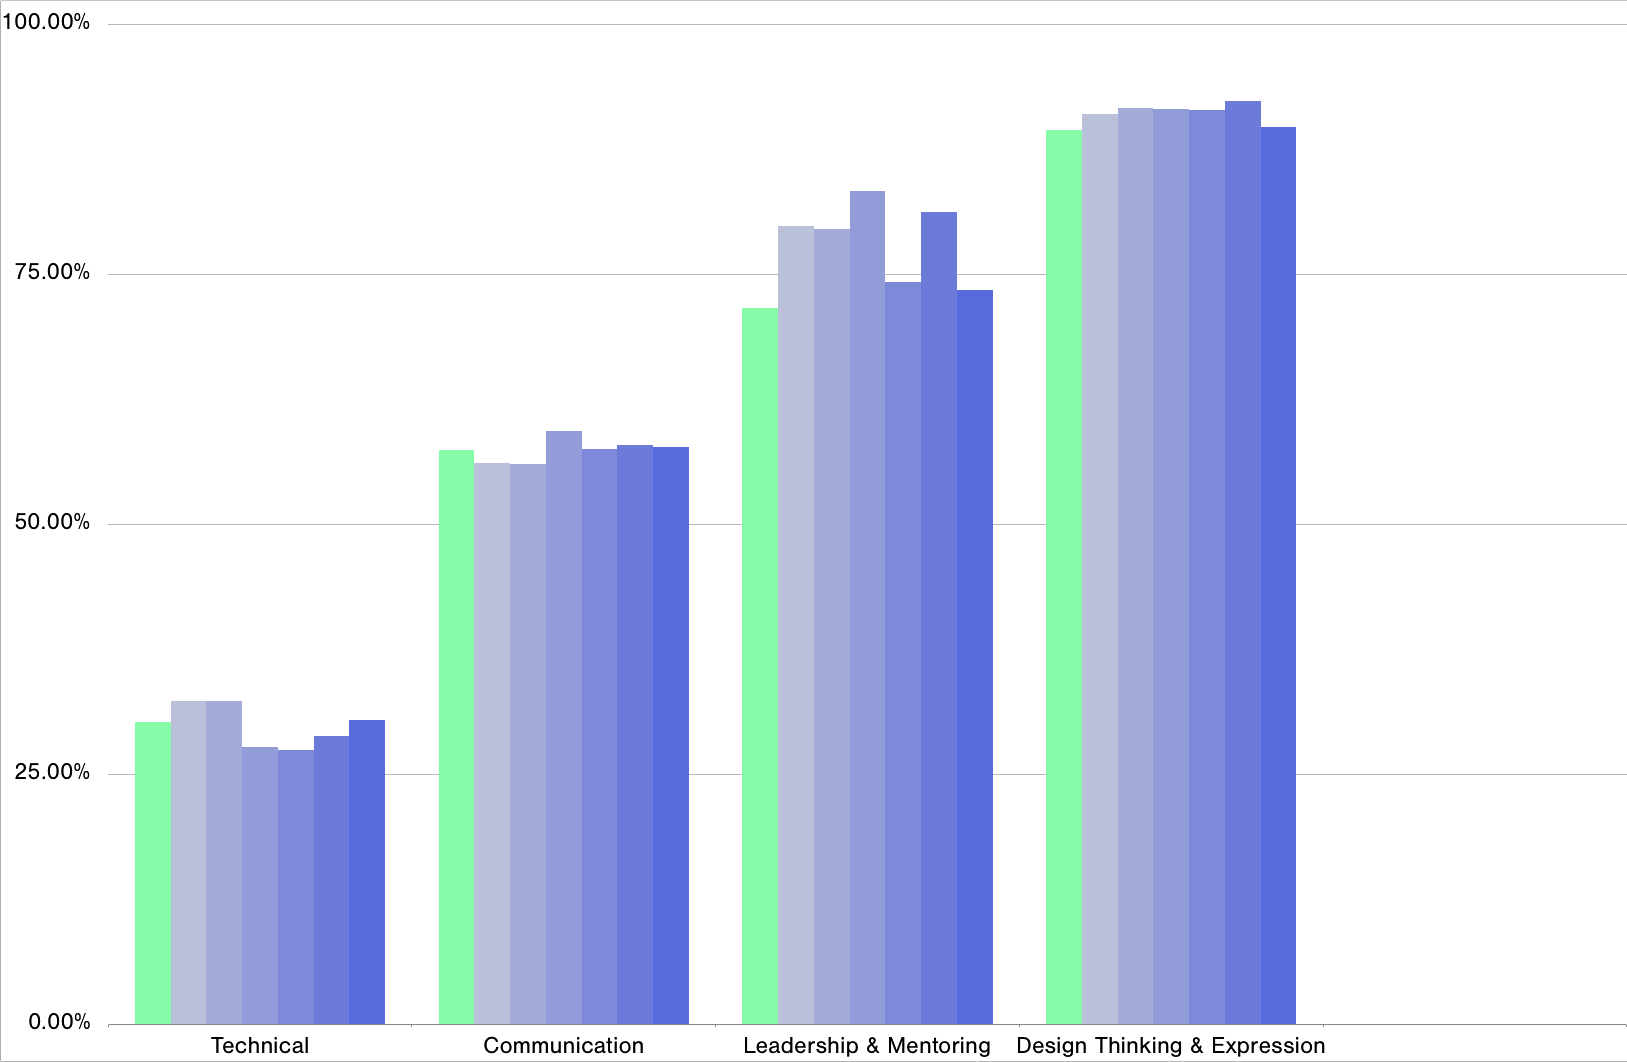 100.00%
75.00%
50.00%
25.00%
0.00%
Technical
Communication
Leadership & Mentoring
Design Thinking & Expression